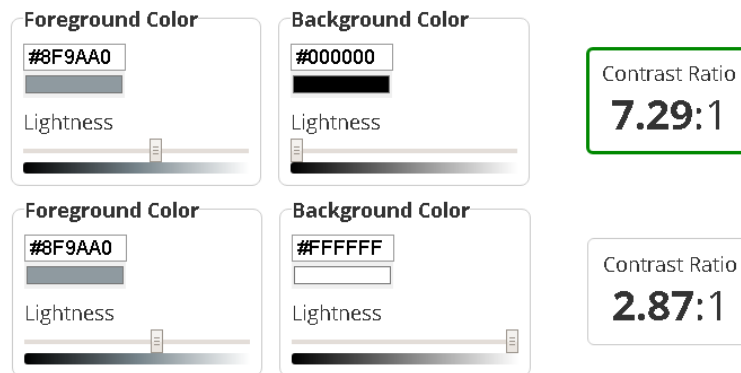 Foreground Color
Background Color
#8F9AA0
#000000
Contrast Ratio
7.29:1
Lightness
Lightness
Foreground Color
Background Color
#8F9AA0
#FFFFFF
Contrast Ratio
2.87:1
Lightness
Lightness